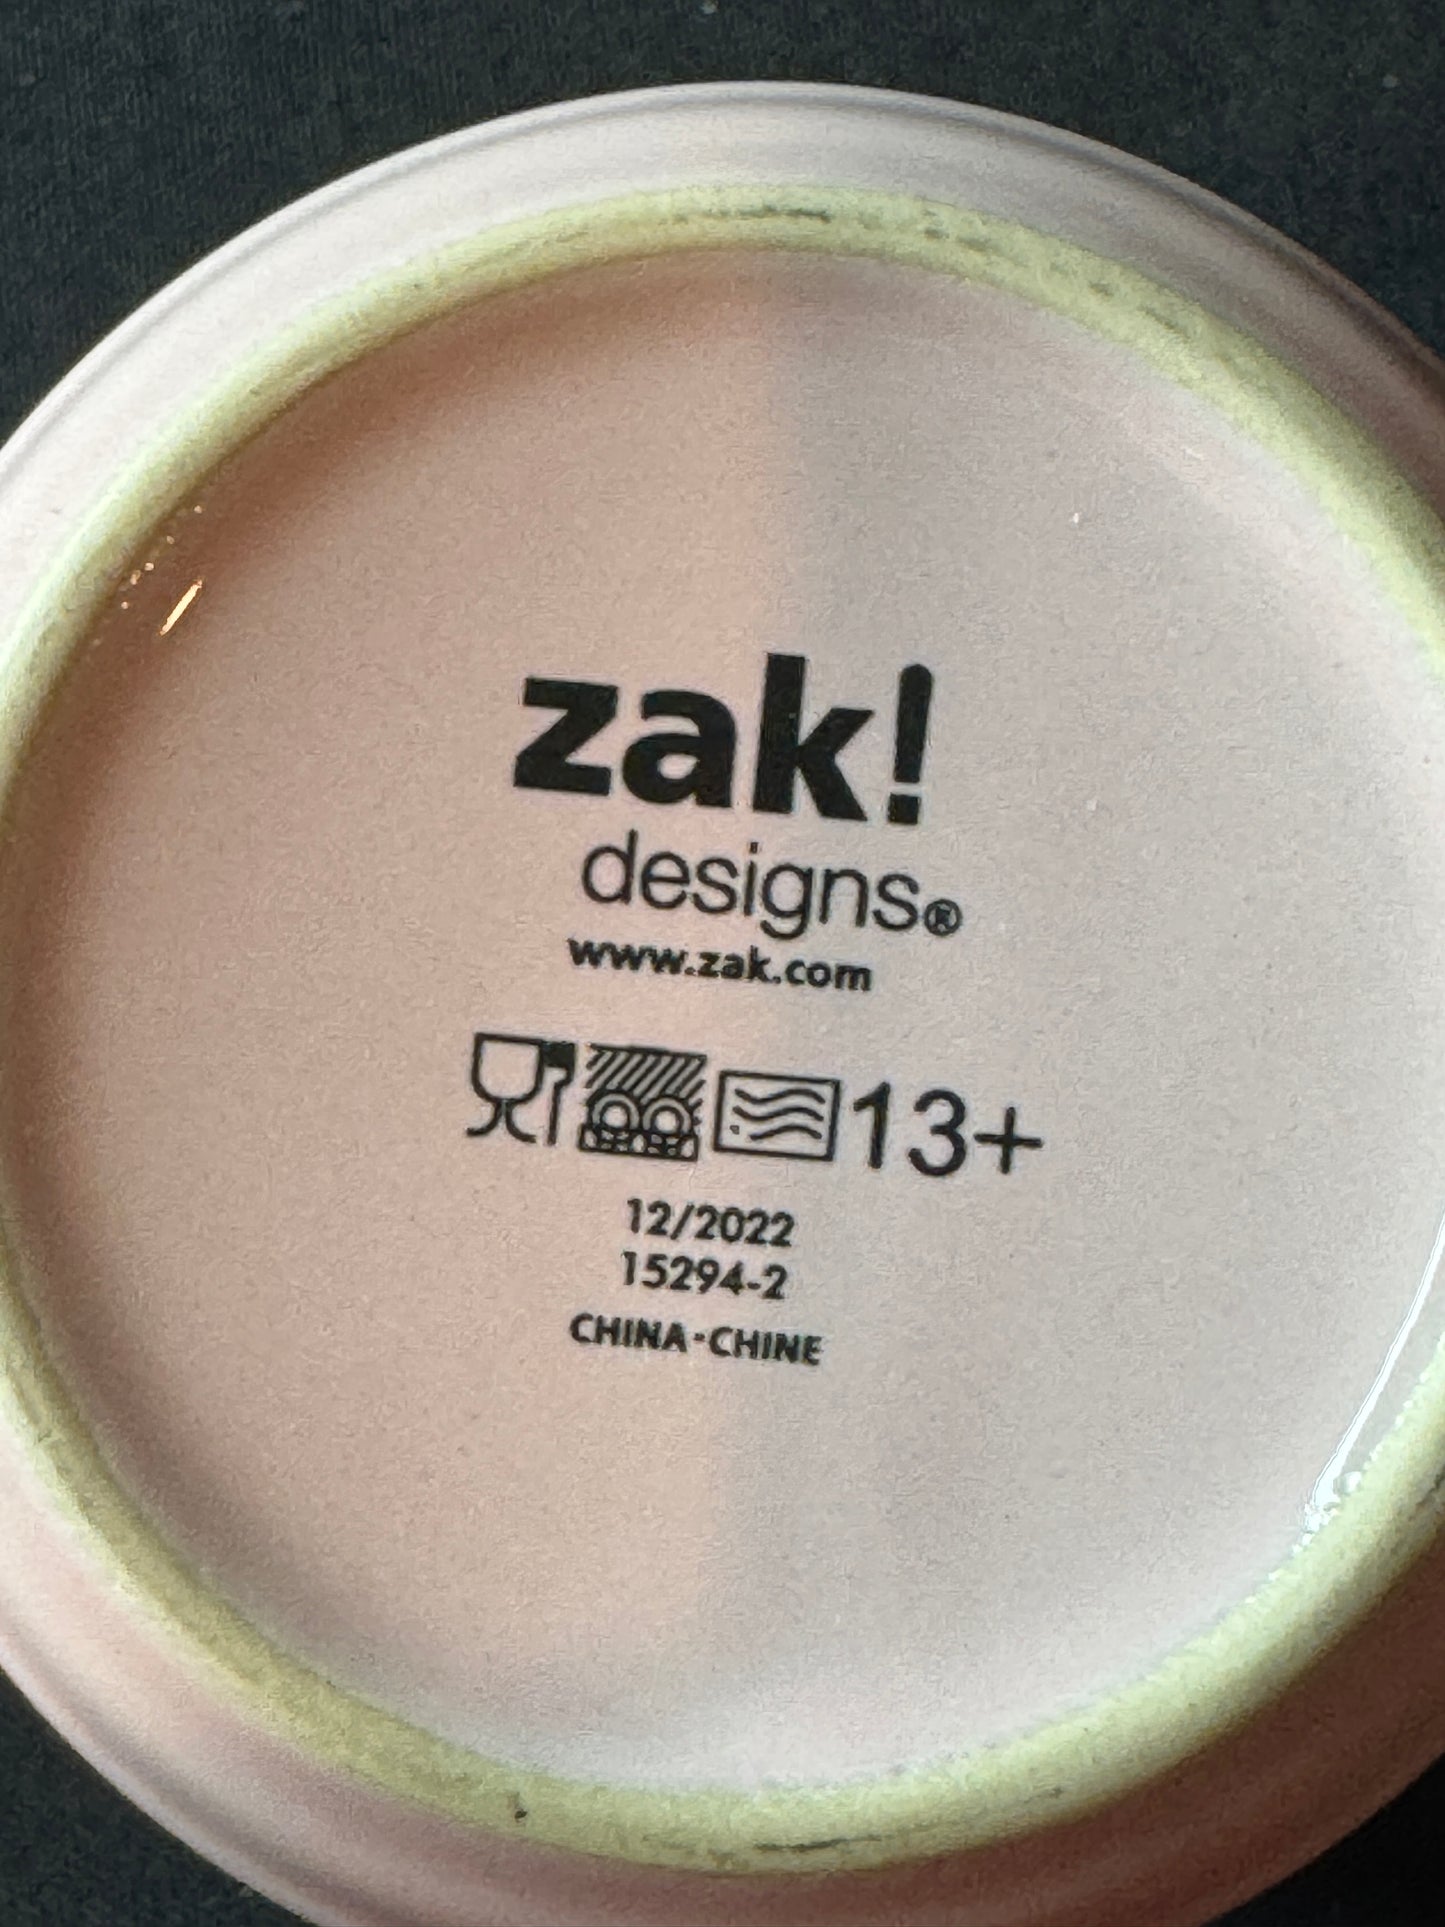 zak!
designs®
www.zak.com
13+
12/2022
15294-2
CHINA·CHINE